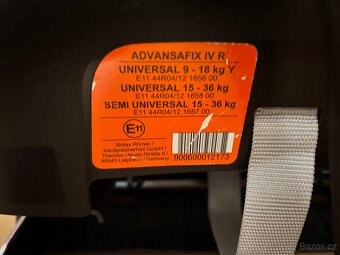 ADVANSAFIX IV R
UNIVERSAL 9 - 18 kg Y
E11 44R04/12 1656 00
UNIVERSAL 15 - 36 kg
E11 44R04/12 1658 00
SEMI UNIVERSAL 15 - 36 kg
E11 44R04/12 1657 00
E11
Britax Römer /
Kindersicherheit GmbH /
Theodor-Heuss-Straße 9 /
89340 Leipheim / Germany
900600012173
Bazoš.cz